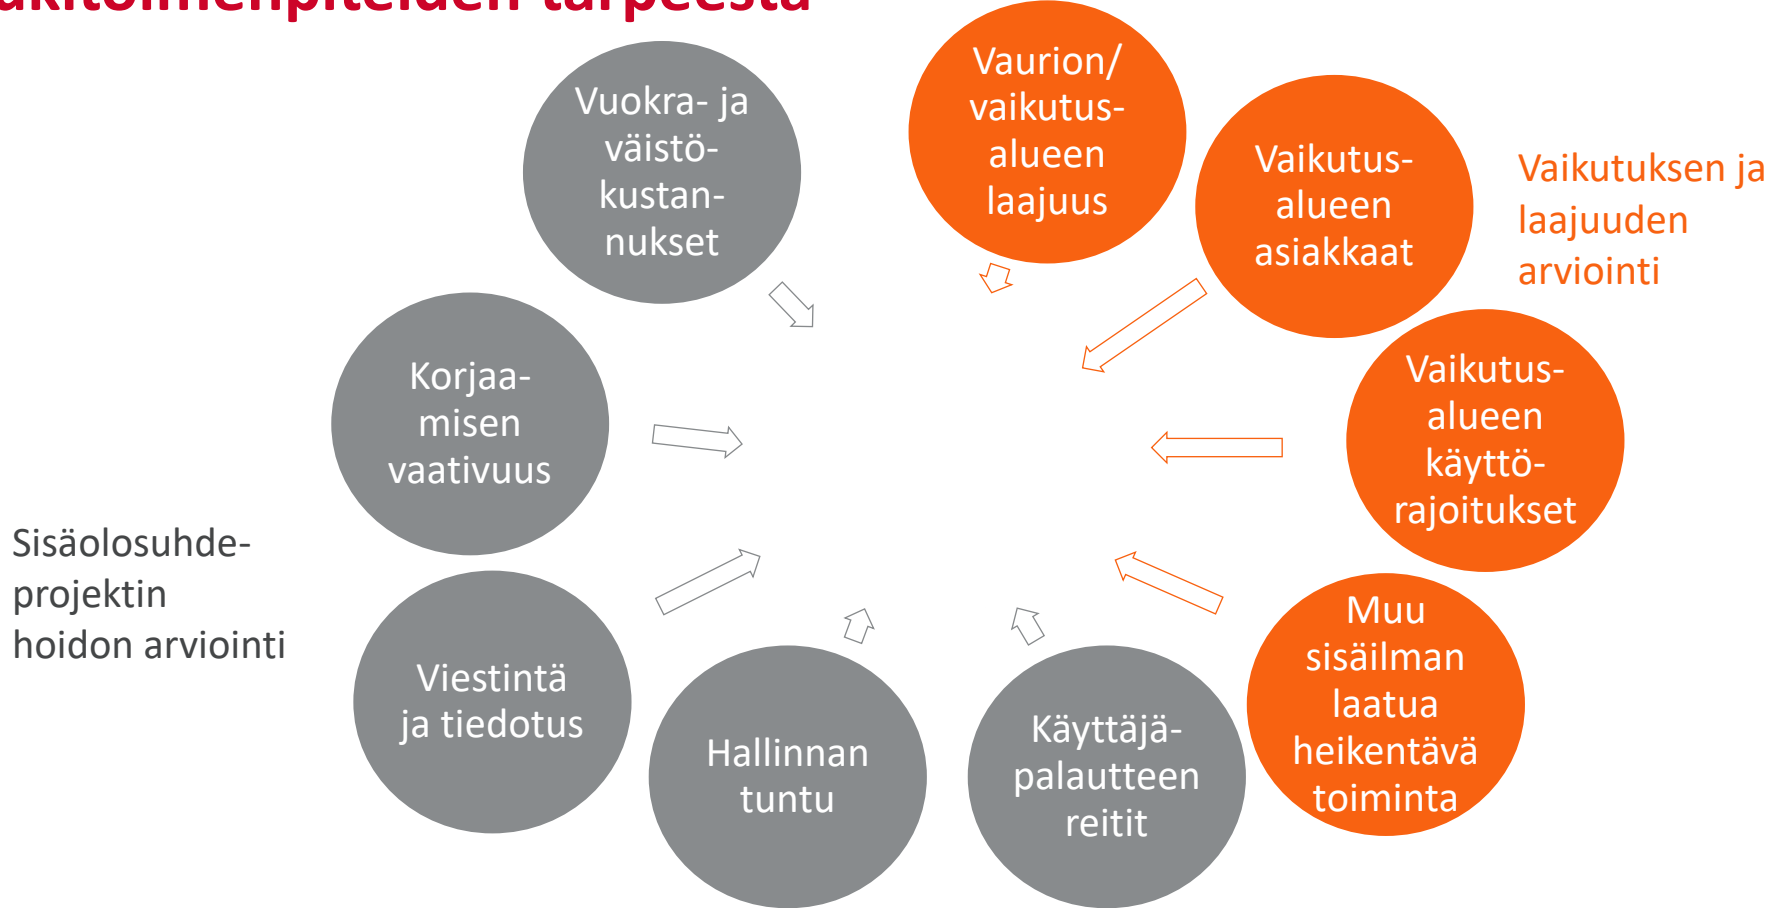 tarpeesta
Vuokra- ja
väistö-
kustan-
nukset
Vaurion/
vaikutus-
alueen
laajuus
Vaikutus-
alueen
asiakkaat
Vaikutuksen ja
laajuuden
arviointi
Vaikutus-
alueen
käyttö-
rajoitukset
Muu
sisäilman
laatua
heikentävä
toiminta
Käyttäjä-
palautteen
reitit
Hallinnan
tuntu
Viestintä
ja tiedotus
Korjaa-
misen
vaativuus
Sisäolosuhde-
projektin
hoidon arviointi